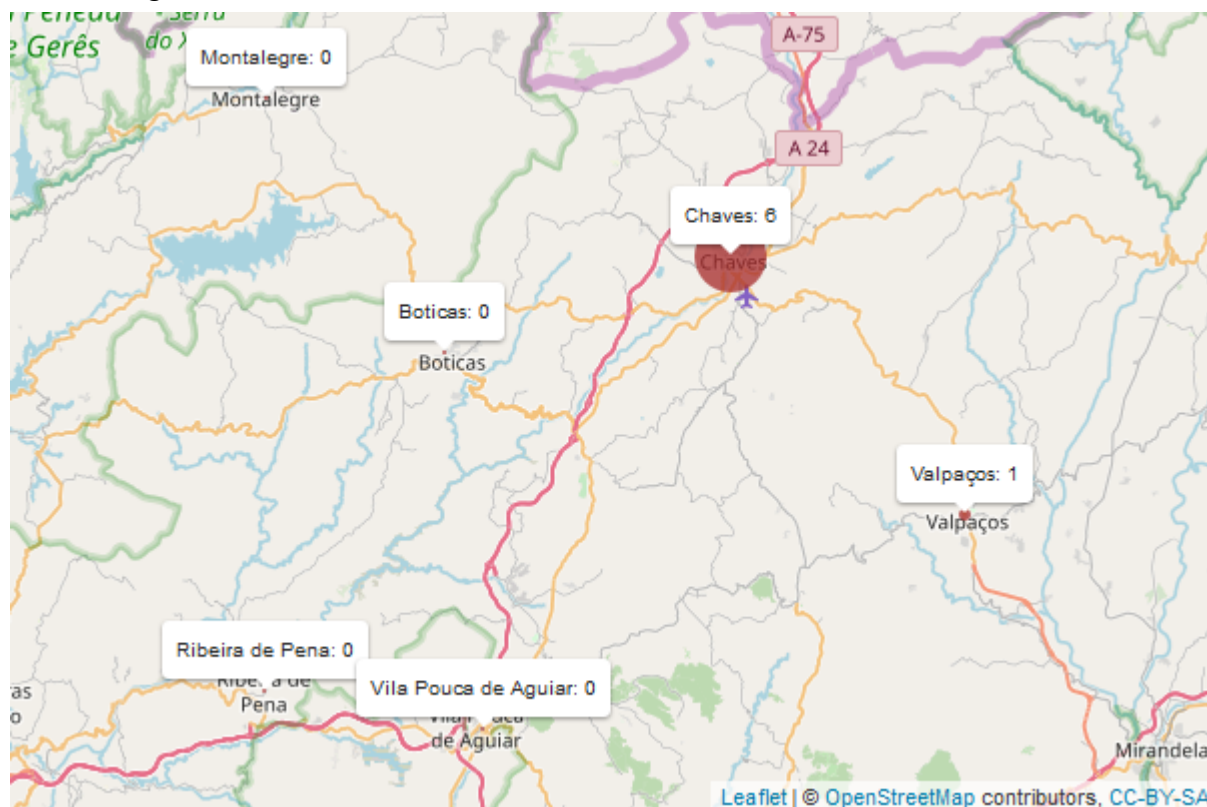 - Serra
e Gerês
do X
A-75
Montalegre: 0
Montalegre
A 24
Chaves: 6
Chaves
Boticas: 0
Boticas
Valpaços: 1
Valpaços
Ribeira de Pena: 0
Pena
Vila Pouca de Aguiar: 0
de Aguiar
Mirandela
Leaflet | © OpenStreetMap contributors, CC-BY-SA